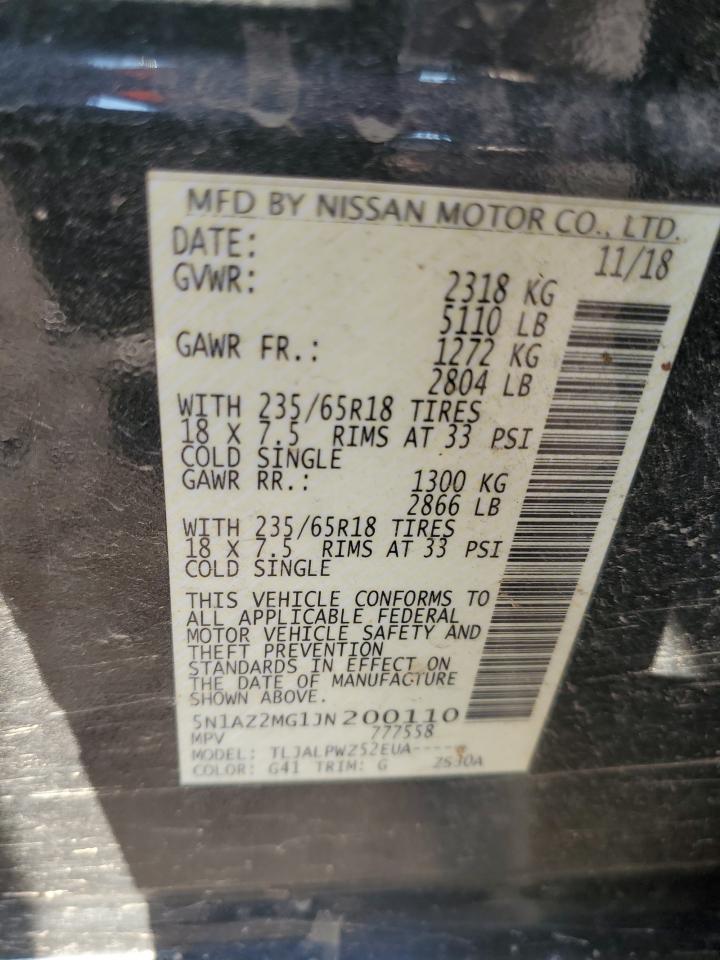 MFD BY NISSAN MOTOR CO., LTD.
DATE: 11/18
GVWR: 2318 KG
5110 LB
GAWR FR.: 1272 KG
2804 LB
WITH 235/65R18 TIRES
18 X 7.5 RIMS AT 33 PSI
COLD SINGLE
GAWR RR.: 1300 KG
2866 LB
WITH 235/65R18 TIRES
18 X 7.5 RIMS AT 33 PSI
COLD SINGLE
THIS VEHICLE CONFORMS TO
ALL APPLICABLE FEDERAL
MOTOR VEHICLE SAFETY AND
THEFT PREVENTION
STANDARDS IN EFFECT ON
THE DATE OF MANUFACTURE
SHOWN ABOVE.
5N1AZ2MG1JN200110
MPV 777558
MODEL: TLJALPWZ52EUA-----
COLOR: G41 TRIM: G Z530A